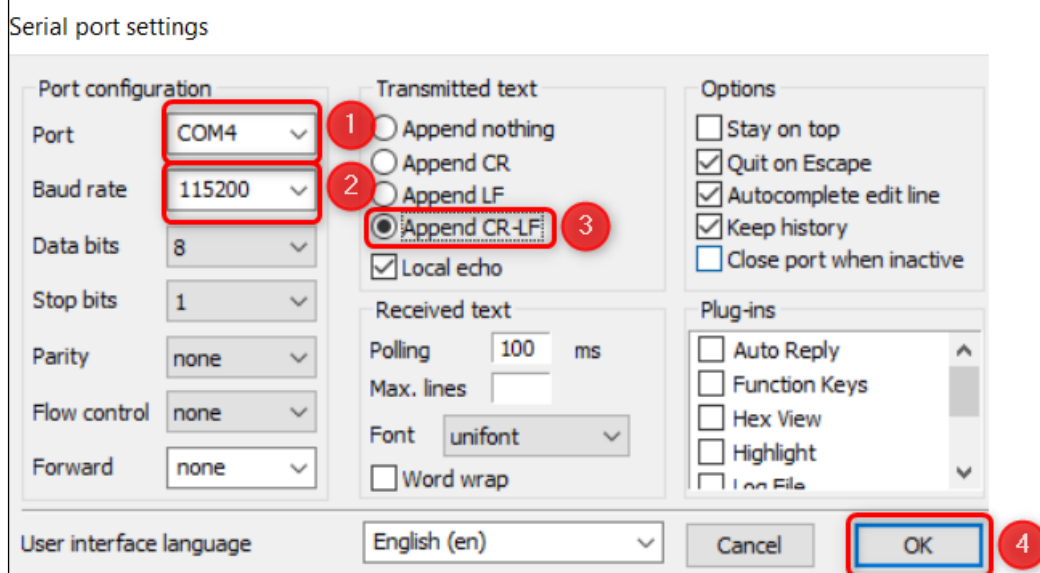 Serial port settings
Port configuration
Port COM4 1
Baud rate 115200 2
Data bits 8
Stop bits 1
Parity none
Flow control none
Forward none
Transmitted text
Append nothing
Append CR
Append LF
Append CR-LF 3
Local echo
Received text
Polling 100 ms
Max. lines
Font unifont
Word wrap
Options
Stay on top
Quit on Escape
Autocomplete edit line
Keep history
Close port when inactive
Plug-ins
Auto Reply
Function Keys
Hex View
Highlight
Log File
User interface language English (en) Cancel OK 4